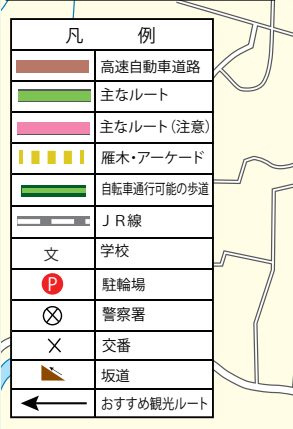 凡 例
高速自動車道路
主なルート
主なルート（注意）
雁木・アーケード
自転車通行可能の歩道
ＪＲ線
文 学校
P 駐輪場
警察署
交番
坂道
おすすめ観光ルート